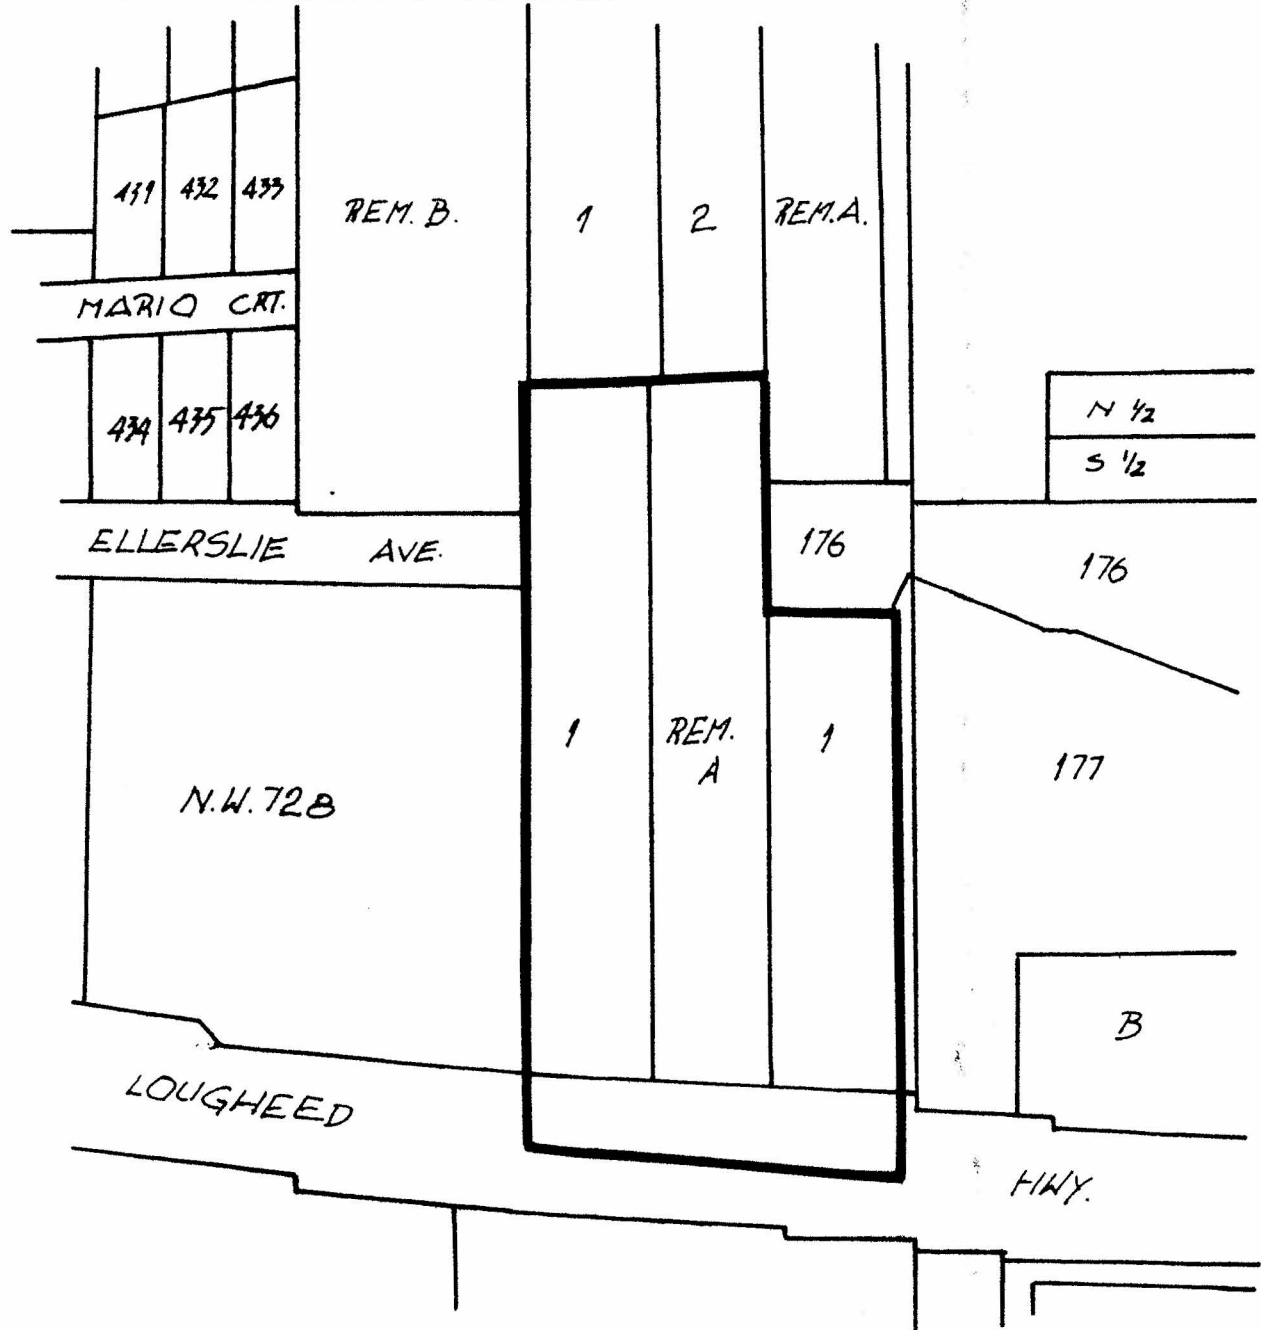 431 432 433
REM. B.
1
2
REM.A.
MARIO CRT.
434 435 436
N 1/2
S 1/2
ELLERSLIE AVE.
176
176
1
REM.
A
1
177
N.W. 728
B
LOUGHEED
HWY.